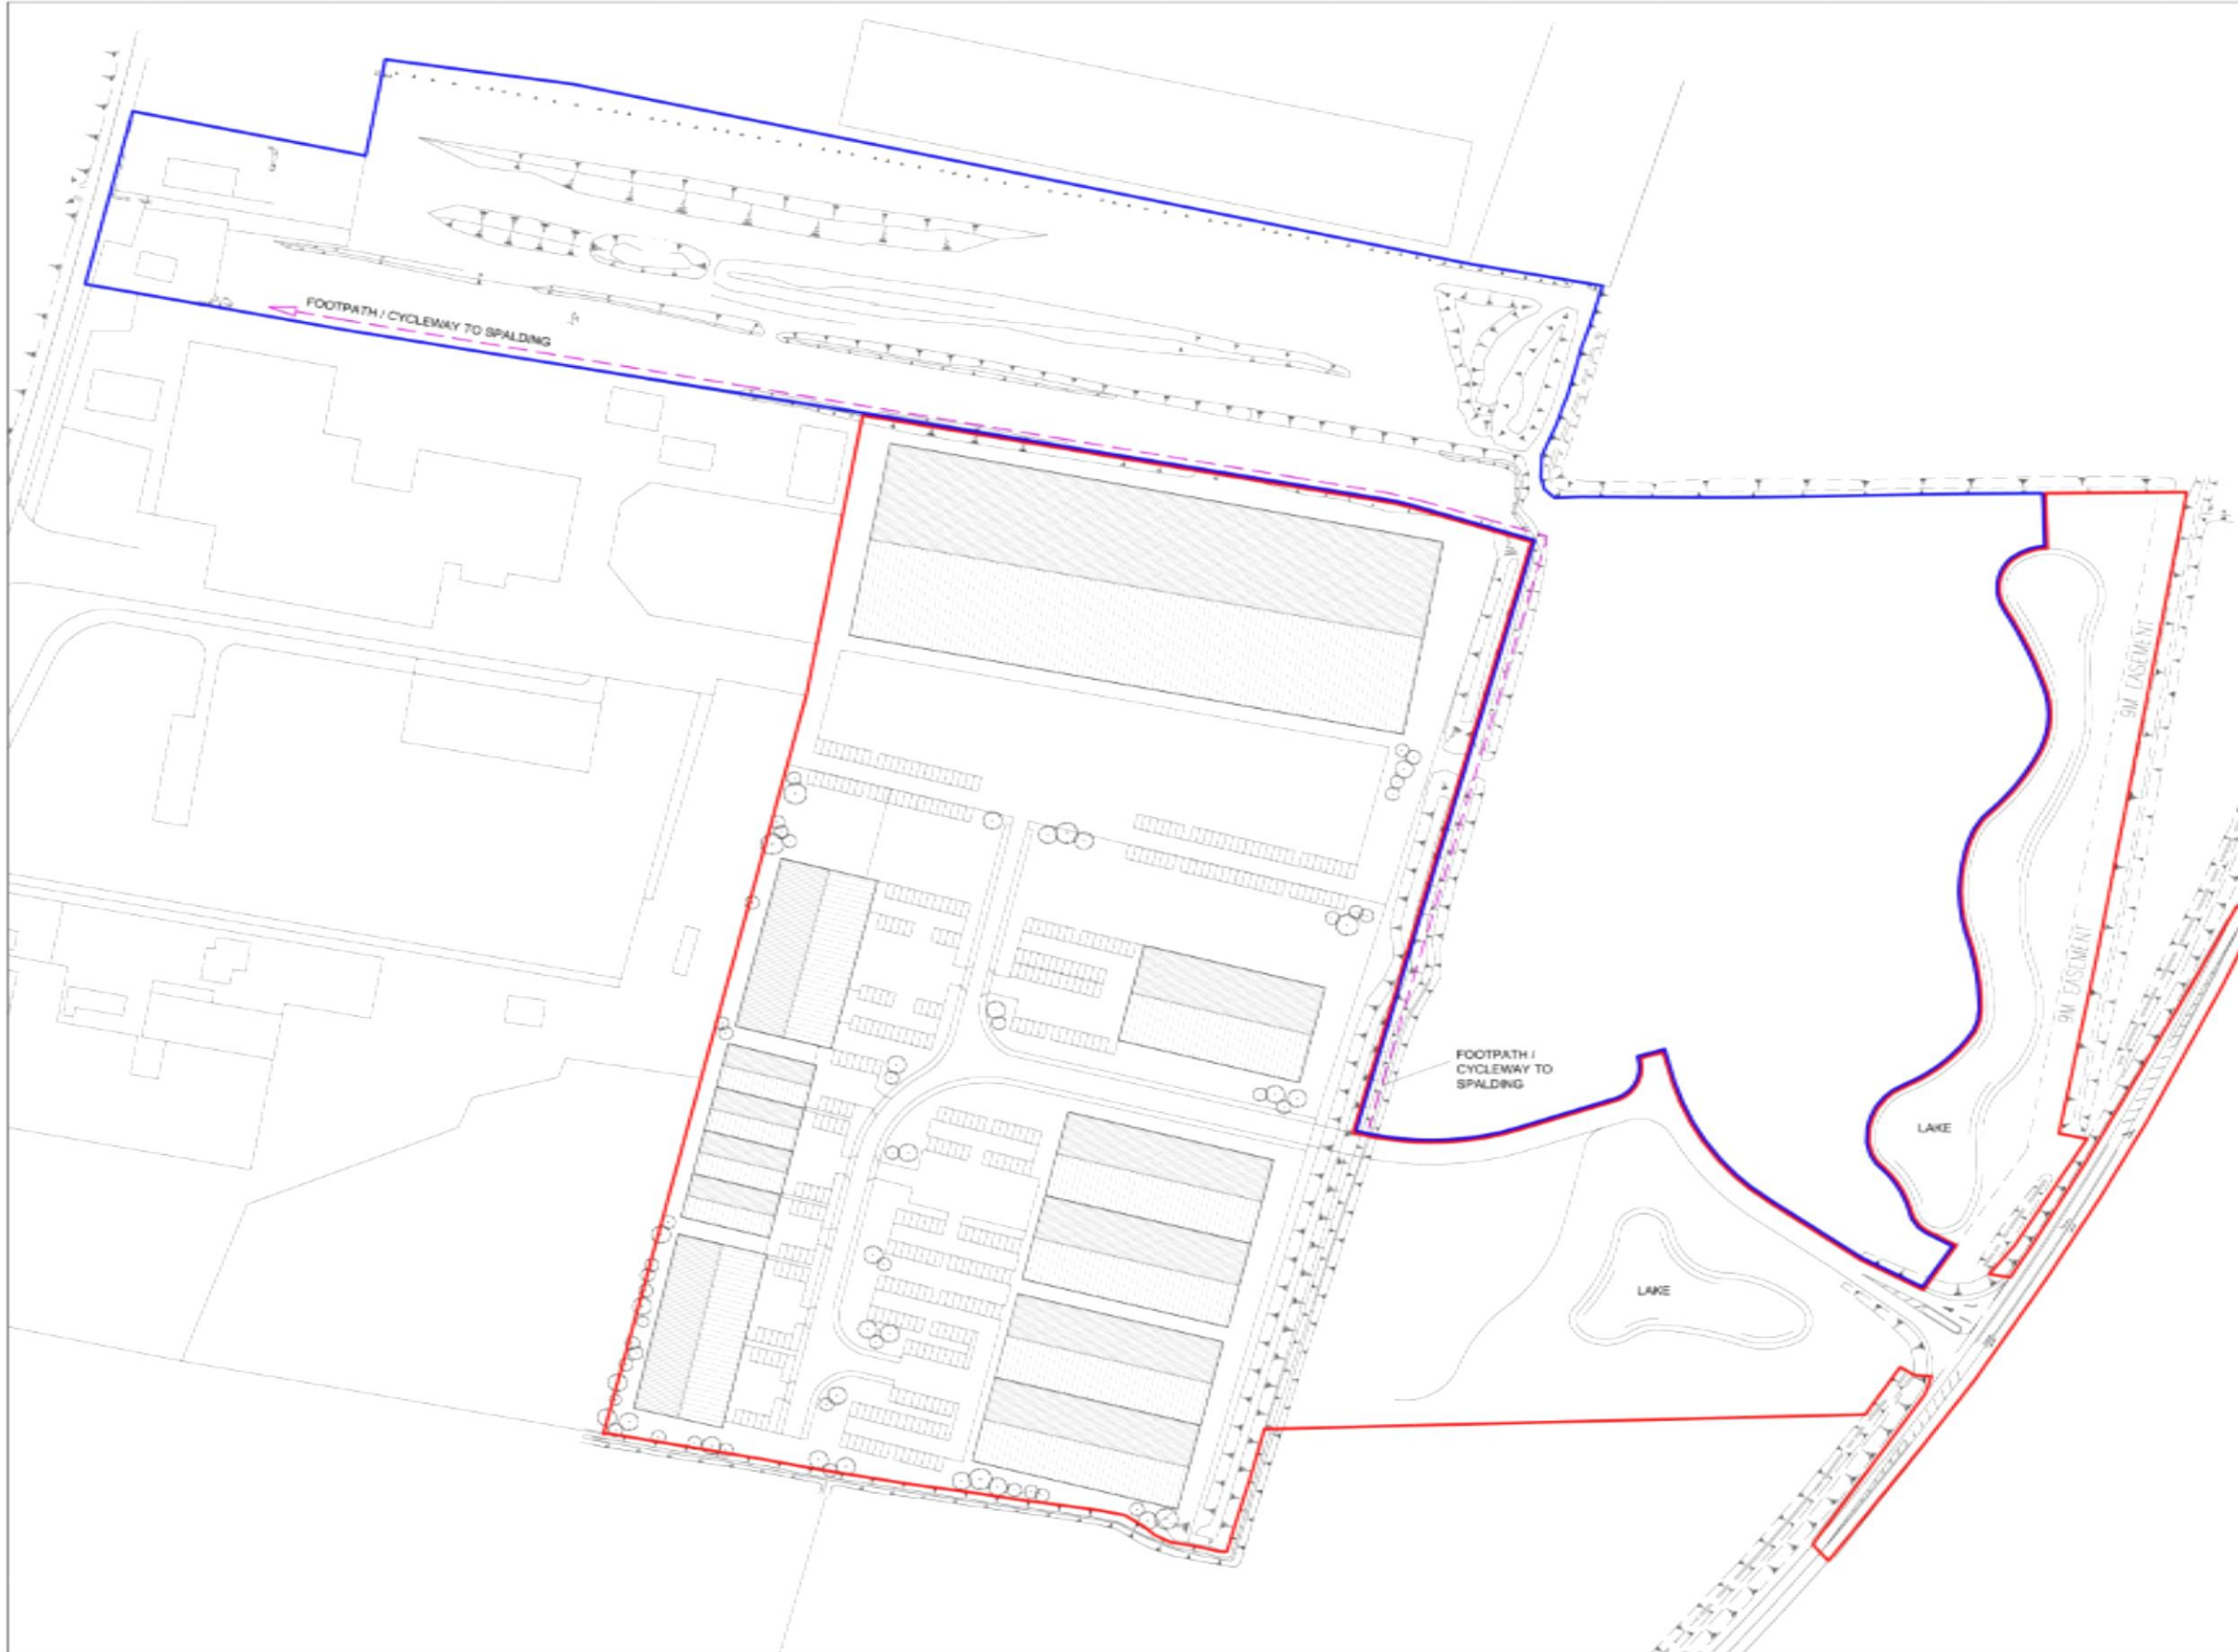 FOOTPATH / CYCLEWAY TO SPALDING
9M EASEMENT
9M EASEMENT
FOOTPATH /
CYCLEWAY TO
SPALDING
LAKE
LAKE